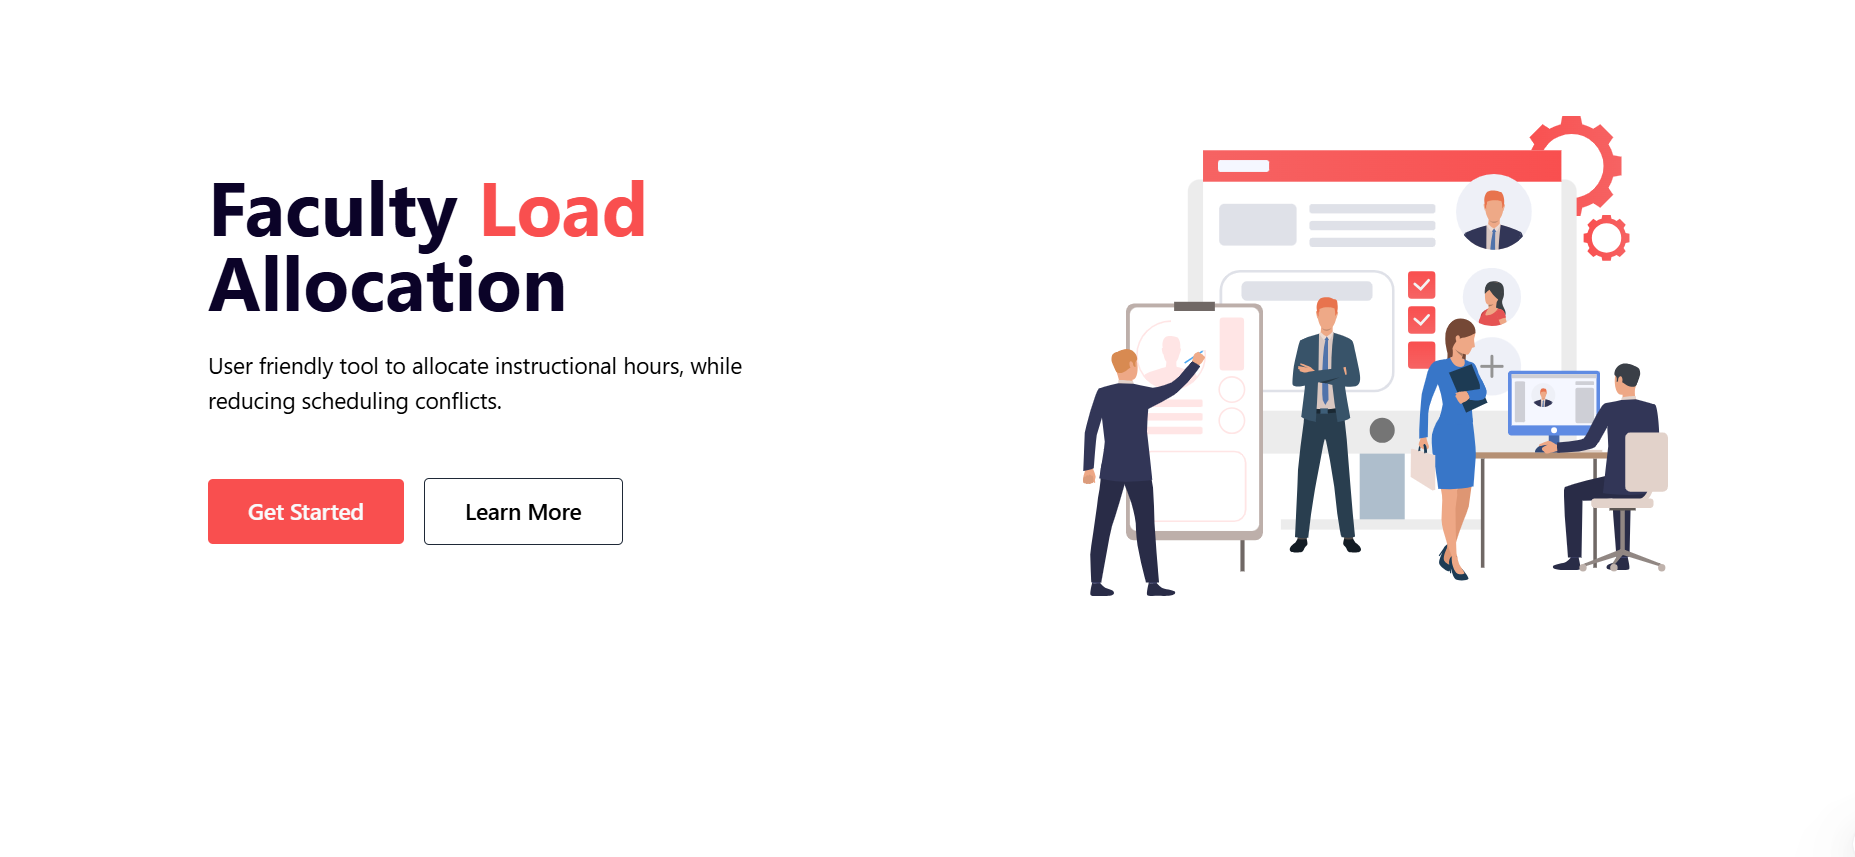 Faculty Load
Allocation
User friendly tool to allocate instructional hours, while
reducing scheduling conflicts.
Get Started
Learn More